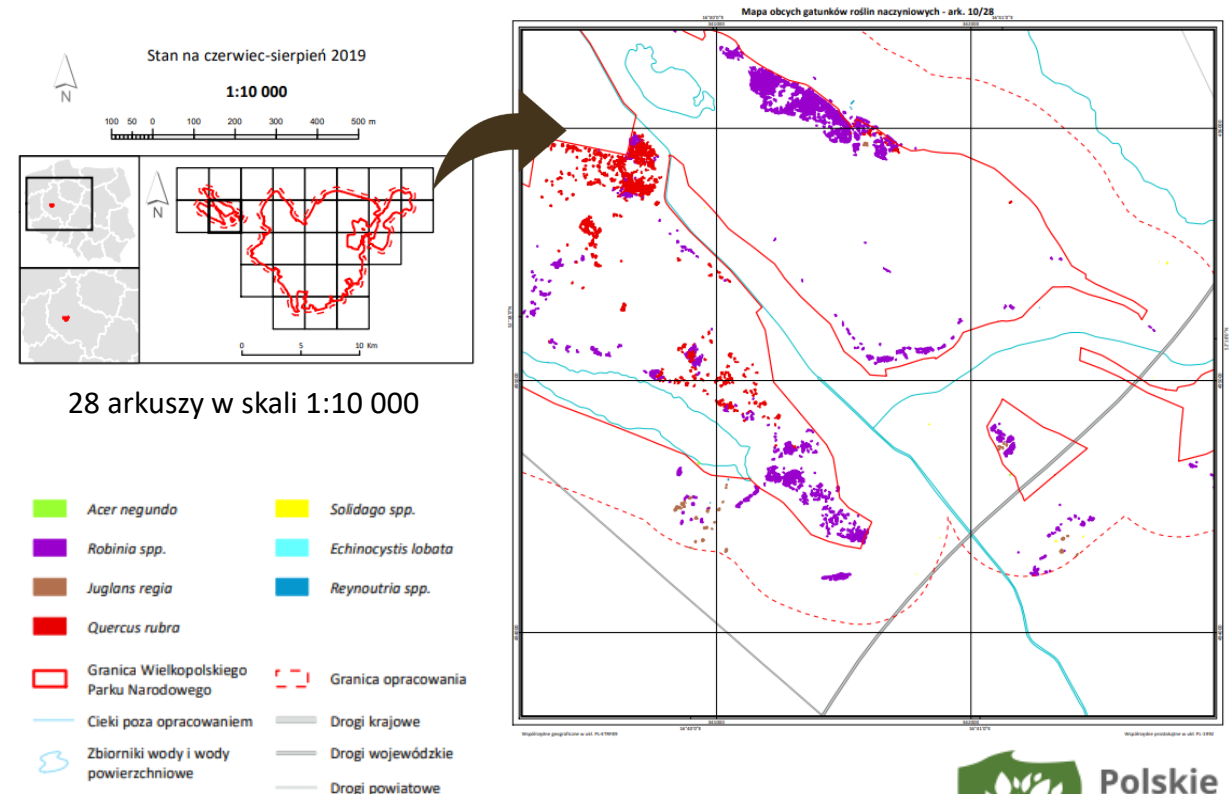 Mapa obcych gatunków roślin naczyniowych - ark. 10/28
Stan na czerwiec-sierpień 2019
N
1:10 000
100 50 0 100 200 300 400 500 m
N
0 5 10 Km
28 arkuszy w skali 1:10 000
Acer negundo
Robinia spp.
Juglans regia
Quercus rubra
Granica Wielkopolskiego
Parku Narodowego
Cieki poza opracowaniem
Zbiorniki wody i wody
powierzchniowe
Solidago spp.
Echinocystis lobata
Reynoutria spp.
Granica opracowania
Drogi krajowe
Drogi wojewódzkie
Drogi powiatowe
Polskie